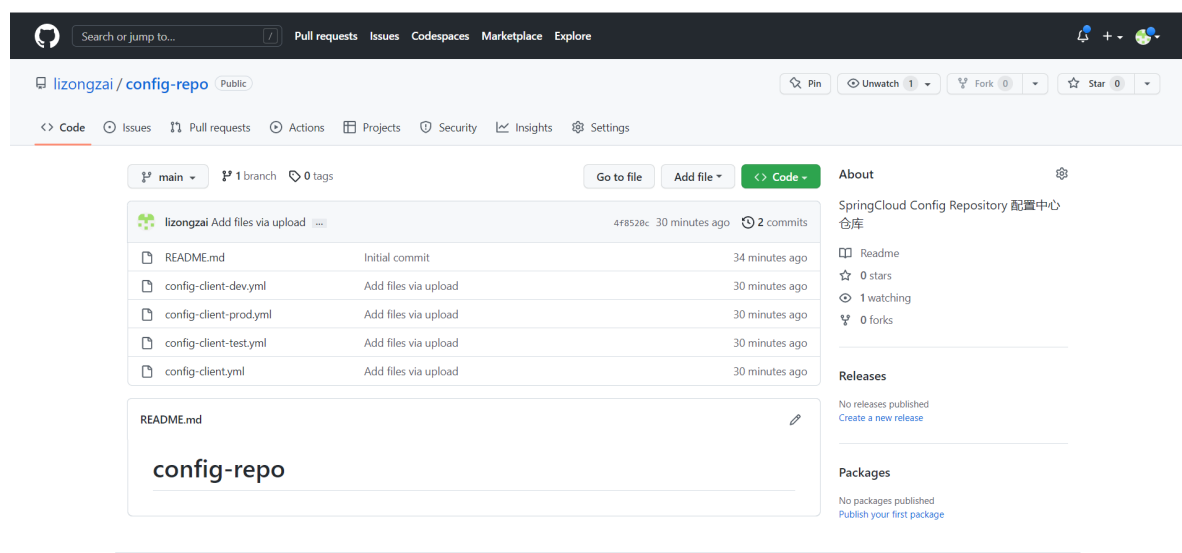 Search or jump to... / Pull requests Issues Codespaces Marketplace Explore
lizongzai / config-repo Public Pin Unwatch 1 Fork 0 Star 0
Code Issues Pull requests Actions Projects Security Insights Settings
main 1 branch 0 tags Go to file Add file Code
lizongzai Add files via upload ... 4f8520c 30 minutes ago 2 commits
README.md Initial commit 34 minutes ago
config-client-dev.yml Add files via upload 30 minutes ago
config-client-prod.yml Add files via upload 30 minutes ago
config-client-test.yml Add files via upload 30 minutes ago
config-client.yml Add files via upload 30 minutes ago
README.md
config-repo
About
SpringCloud Config Repository 配置中心
仓库
Readme
0 stars
1 watching
0 forks
Releases
No releases published
Create a new release
Packages
No packages published
Publish your first package